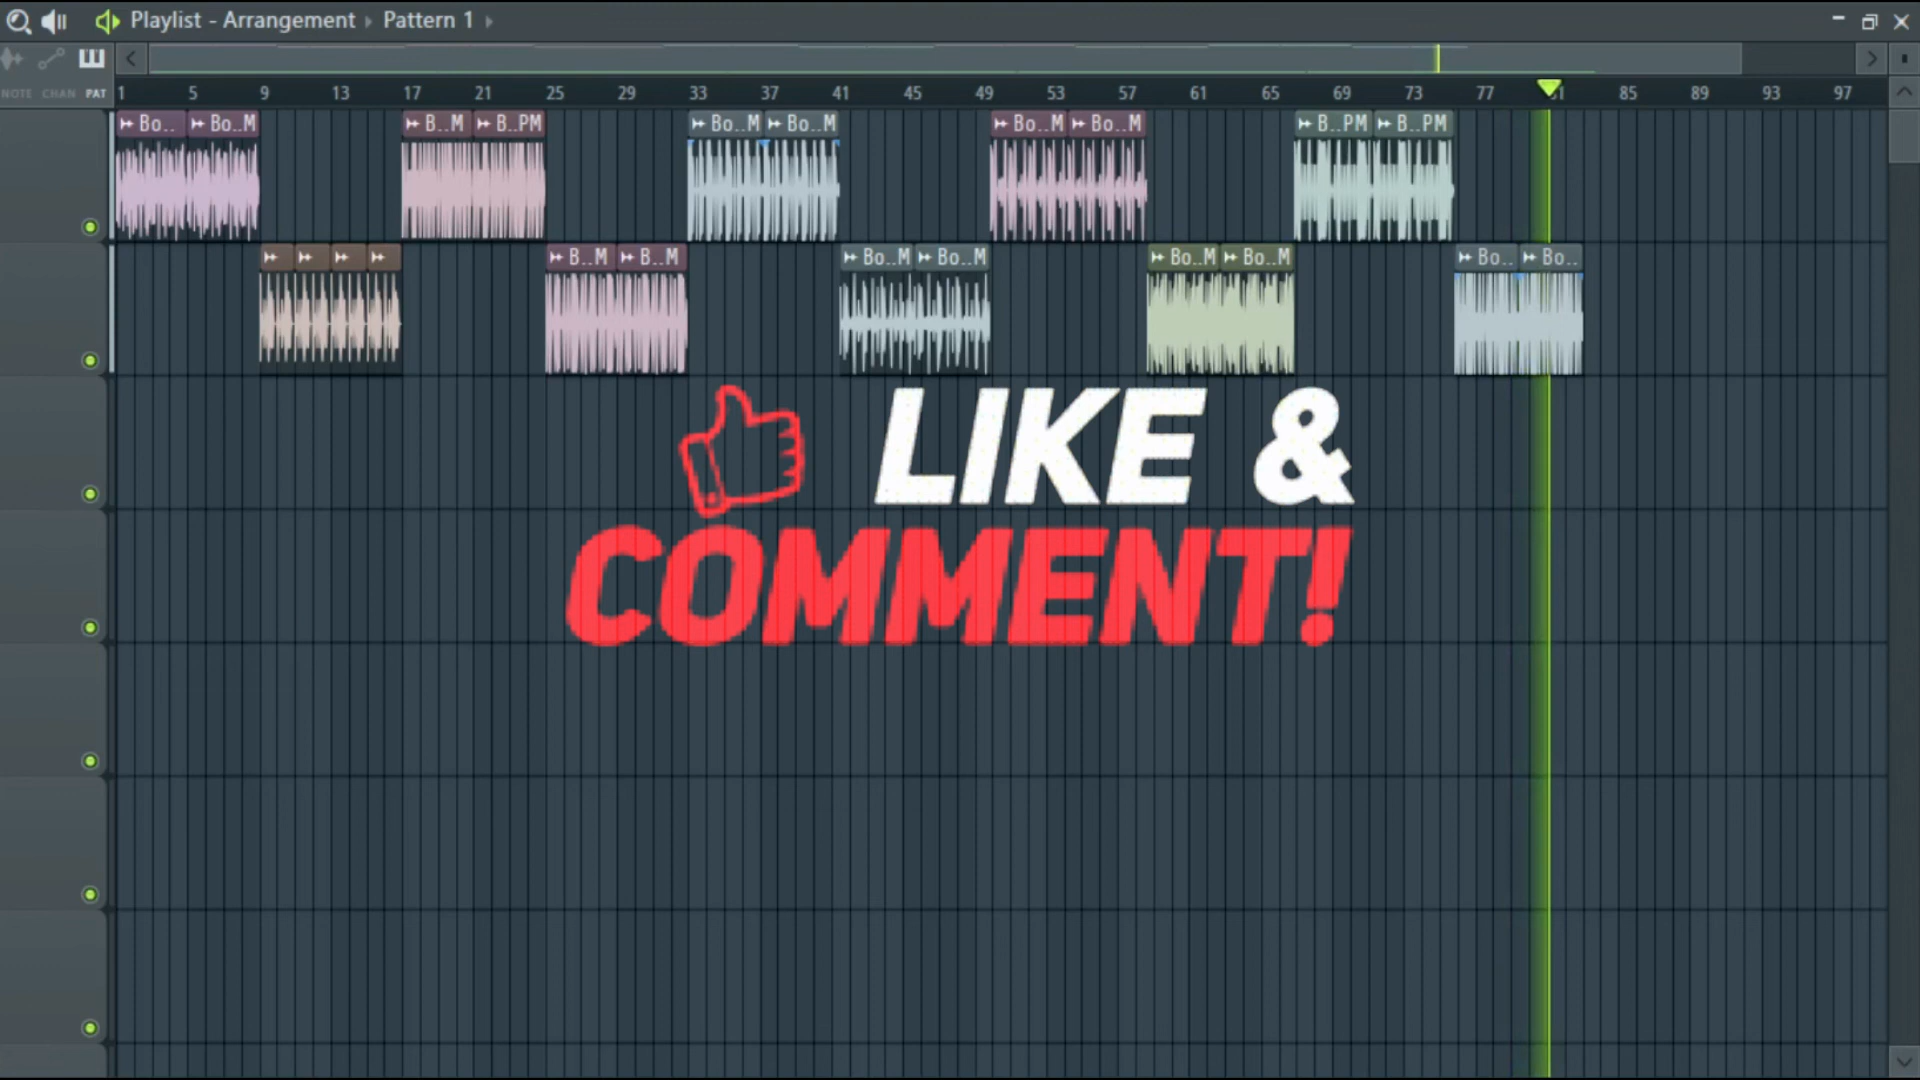 Playlist - Arrangement ▸ Pattern 1 ▸
NOTE CHAN PAT
1 5 9 13 17 21 25 29 33 37 41 45 49 53 57 61 65 69 73 77 81 85 89 93 97
Bo.. Bo..M B..M B..PM Bo..M Bo..M Bo..M Bo..M B..PM B..PM
B..M B..M Bo..M Bo..M Bo..M Bo..M Bo.. Bo..
LIKE &
COMMENT!